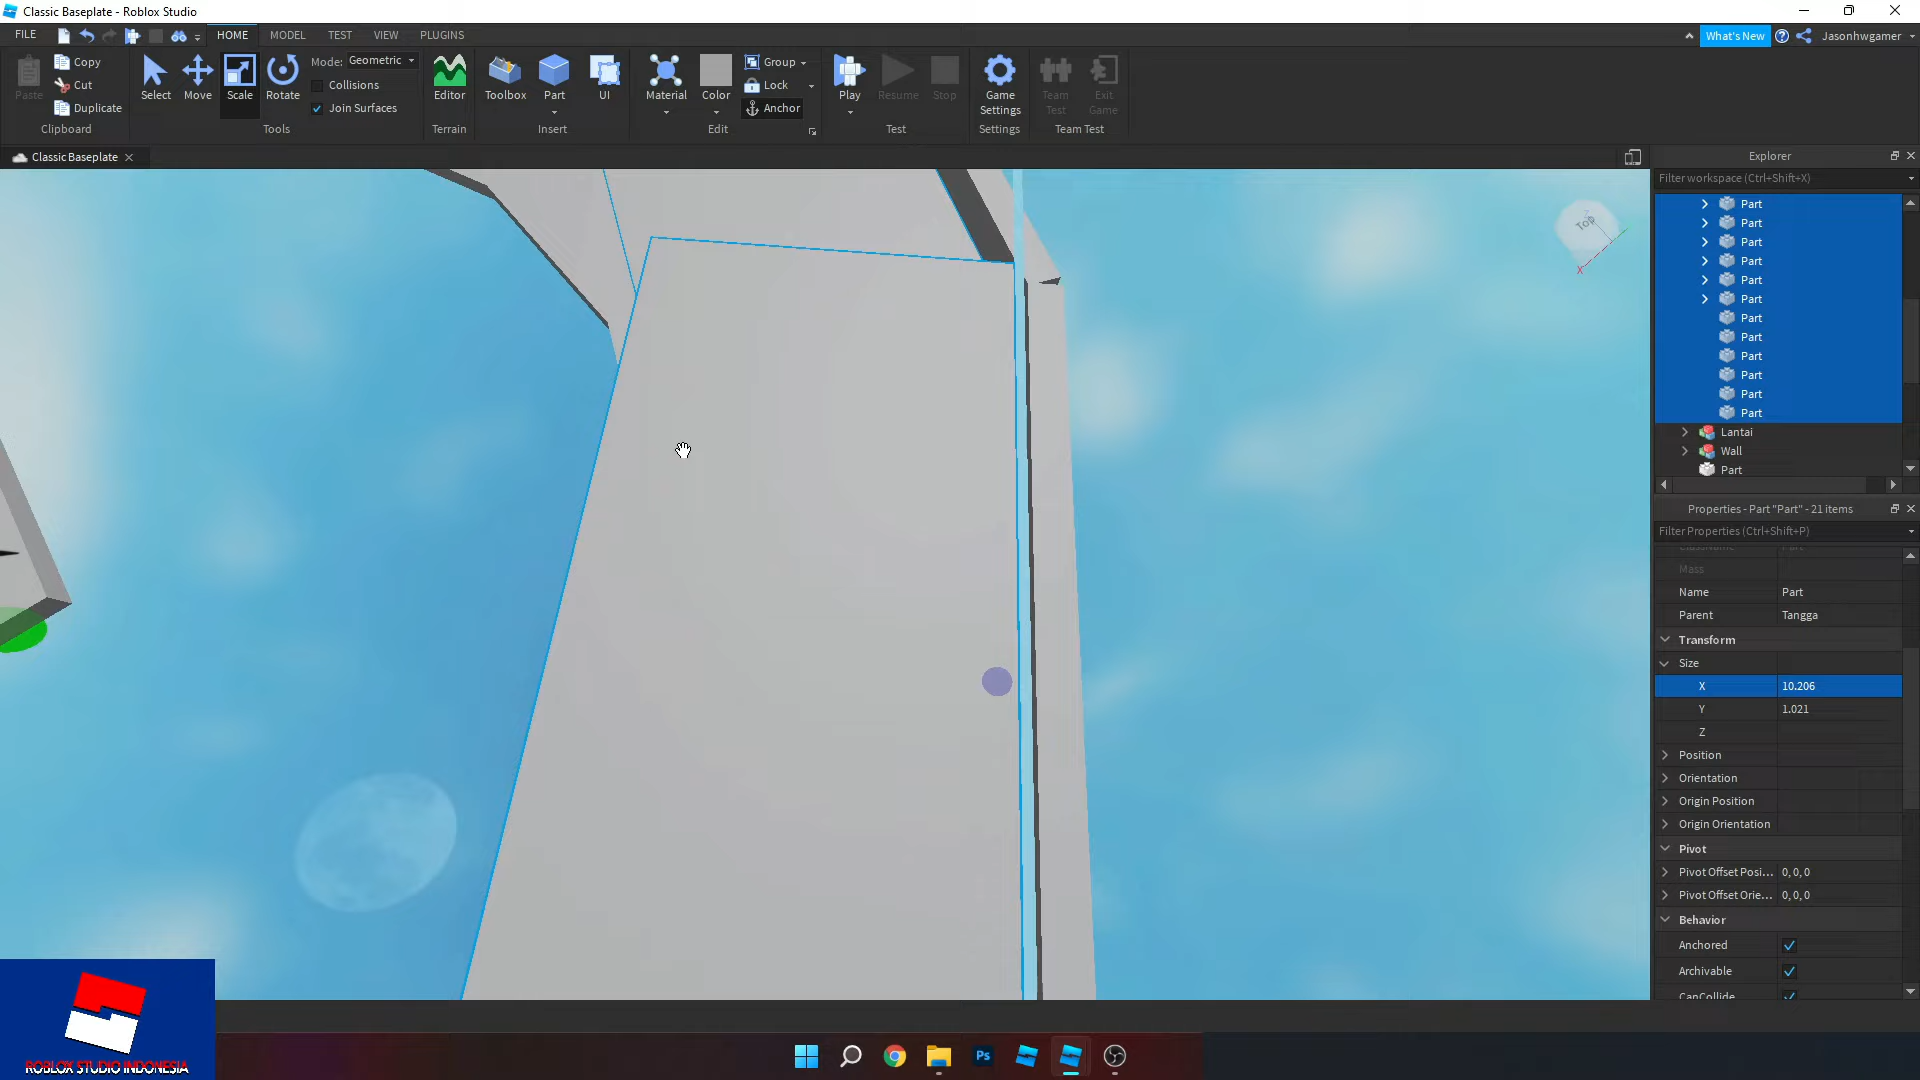 Classic Baseplate - Roblox Studio
FILE HOME MODEL TEST VIEW PLUGINS What's New Jasonhwgamer
Paste Copy Cut Duplicate Clipboard
Select Move Scale Rotate Mode: Geometric Collisions Join Surfaces Tools
Editor Terrain
Toolbox Part UI Insert
Material Color Group Lock Anchor Edit
Play Resume Stop Test
Game Settings Settings
Team Test Exit Game Team Test
Classic Baseplate
Top
X
Explorer
Filter workspace (Ctrl+Shift+X)
Part
Part
Part
Part
Part
Part
Part
Part
Part
Part
Part
Part
Lantai
Wall
Part
Properties - Part "Part" - 21 items
Filter Properties (Ctrl+Shift+P)
Mass
Name Part
Parent Tangga
Transform
Size
X 10.206
Y 1.021
Z
Position
Orientation
Origin Position
Origin Orientation
Pivot
Pivot Offset Posi... 0, 0, 0
Pivot Offset Orie... 0, 0, 0
Behavior
Anchored
Archivable
CanCollide
ROBLOX STUDIO INDONESIA
Ps